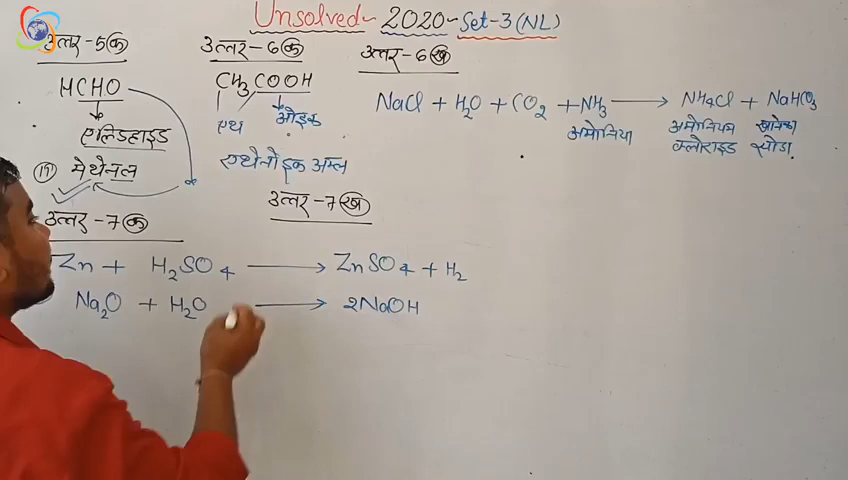 Unsolved - 2020 - Set-3 (NL)
उत्तर-5(क)
HCHO
एल्डिहाइड
(19) मेथेनल
उत्तर-6(क)
CH₃COOH
एथ ओइक
एथेनोइक अम्ल
उत्तर-6(ख)
NaCl + H₂O + CO₂ + NH₃ ⟶ NH₄Cl + NaHCO₃
अमोनिया अमोनियम खानेका
क्लोराइड सोडा.
उत्तर-7(क)
उत्तर-7(ख)
Zn + H₂SO₄ ⟶ ZnSO₄ + H₂
Na₂O + H₂O ⟶ 2NaOH